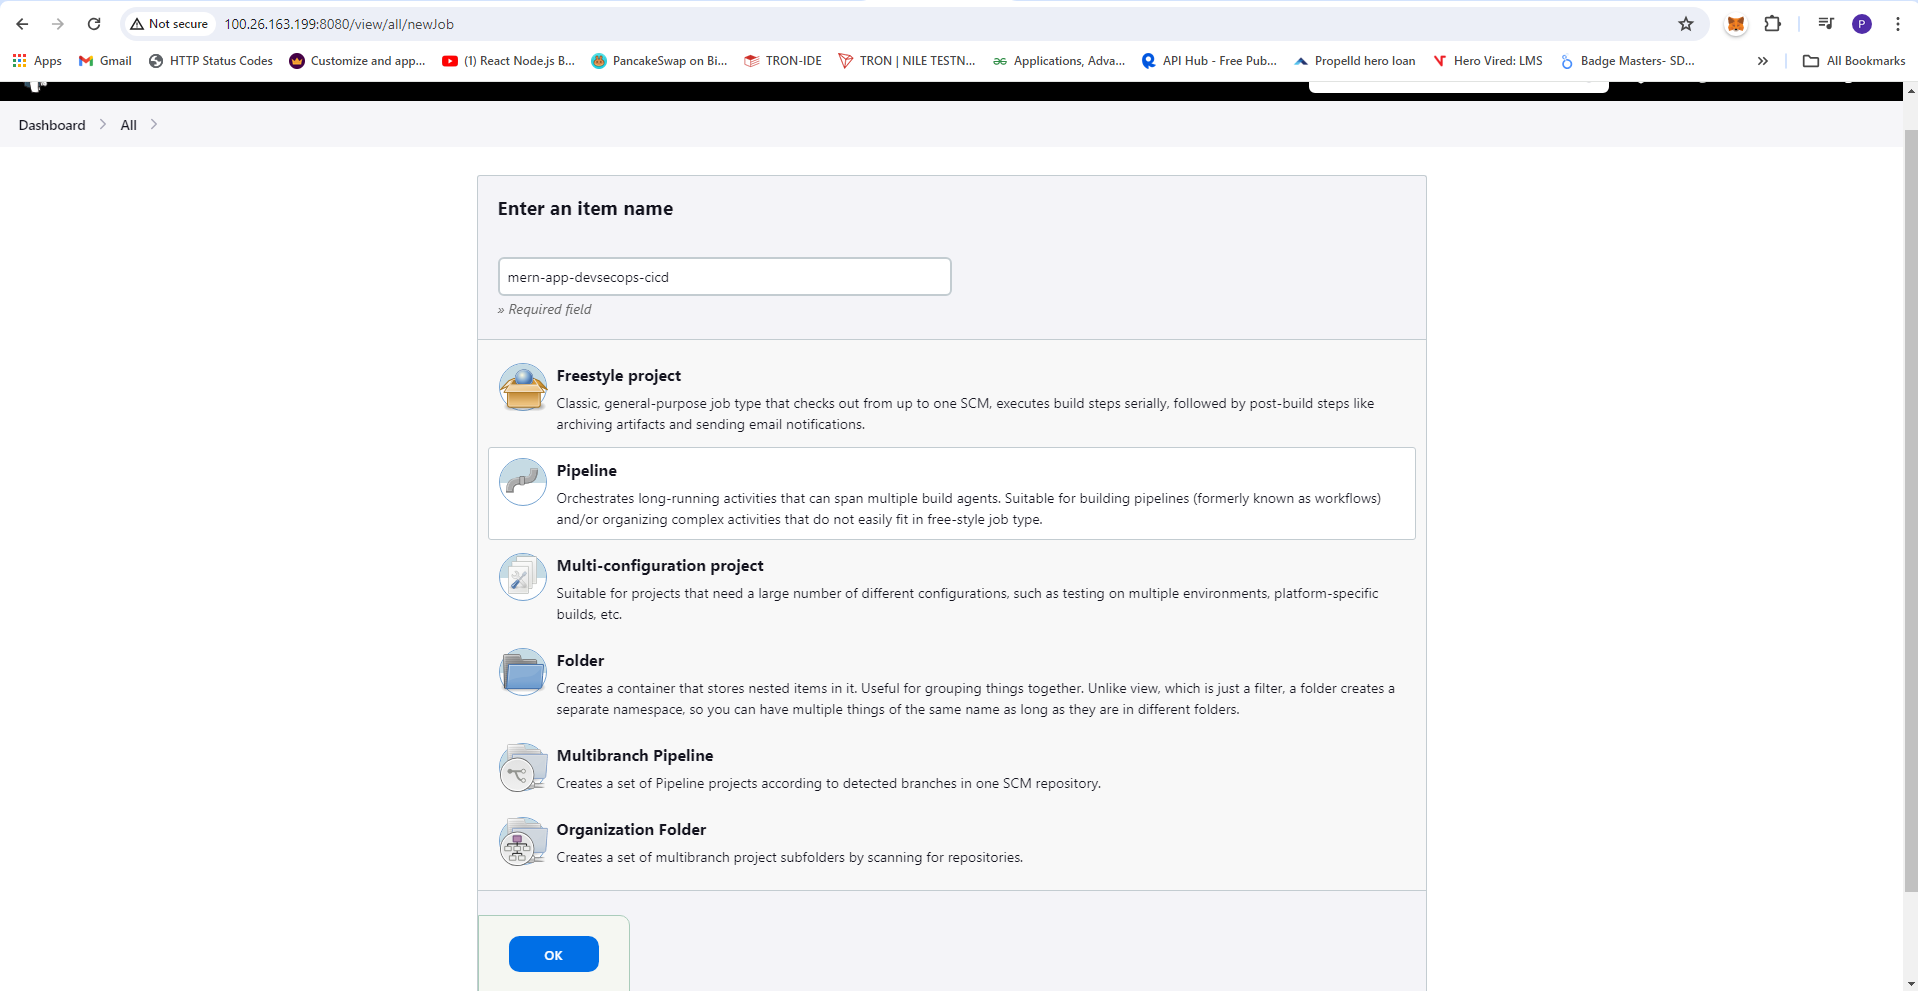 Not secure 100.26.163.199:8080/view/all/newJob P
Apps Gmail HTTP Status Codes Customize and app... (1) React Node.js B... PancakeSwap on Bi... TRON-IDE TRON | NILE TESTN... Applications, Adva... API Hub - Free Pub... Propelld hero loan Hero Vired: LMS Badge Masters- SD... » All Bookmarks
Dashboard All
Enter an item name
mern-app-devsecops-cicd
» Required field
Freestyle project
Classic, general-purpose job type that checks out from up to one SCM, executes build steps serially, followed by post-build steps like
archiving artifacts and sending email notifications.
Pipeline
Orchestrates long-running activities that can span multiple build agents. Suitable for building pipelines (formerly known as workflows)
and/or organizing complex activities that do not easily fit in free-style job type.
Multi-configuration project
Suitable for projects that need a large number of different configurations, such as testing on multiple environments, platform-specific
builds, etc.
Folder
Creates a container that stores nested items in it. Useful for grouping things together. Unlike view, which is just a filter, a folder creates a
separate namespace, so you can have multiple things of the same name as long as they are in different folders.
Multibranch Pipeline
Creates a set of Pipeline projects according to detected branches in one SCM repository.
Organization Folder
Creates a set of multibranch project subfolders by scanning for repositories.
OK